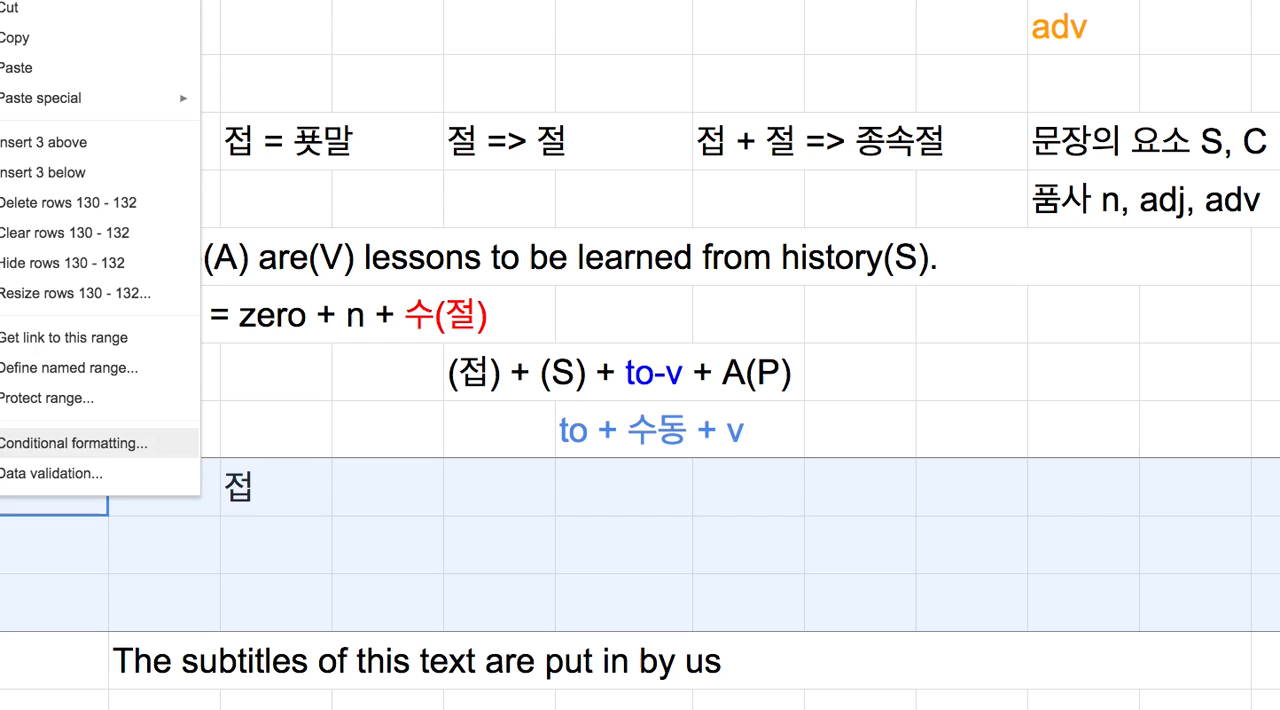 Cut
Copy
Paste
Paste special
nsert 3 above
nsert 3 below
Delete rows 130 - 132
Clear rows 130 - 132
Hide rows 130 - 132
Resize rows 130 - 132...
Get link to this range
Define named range...
Protect range...
Conditional formatting...
Data validation...
adv
접 = 푯말 절 => 절 접 + 절 => 종속절 문장의 요소 S, C
품사 n, adj, adv
(A) are(V) lessons to be learned from history(S).
= zero + n + 수(절)
(접) + (S) + to-v + A(P)
to + 수동 + v
접
The subtitles of this text are put in by us